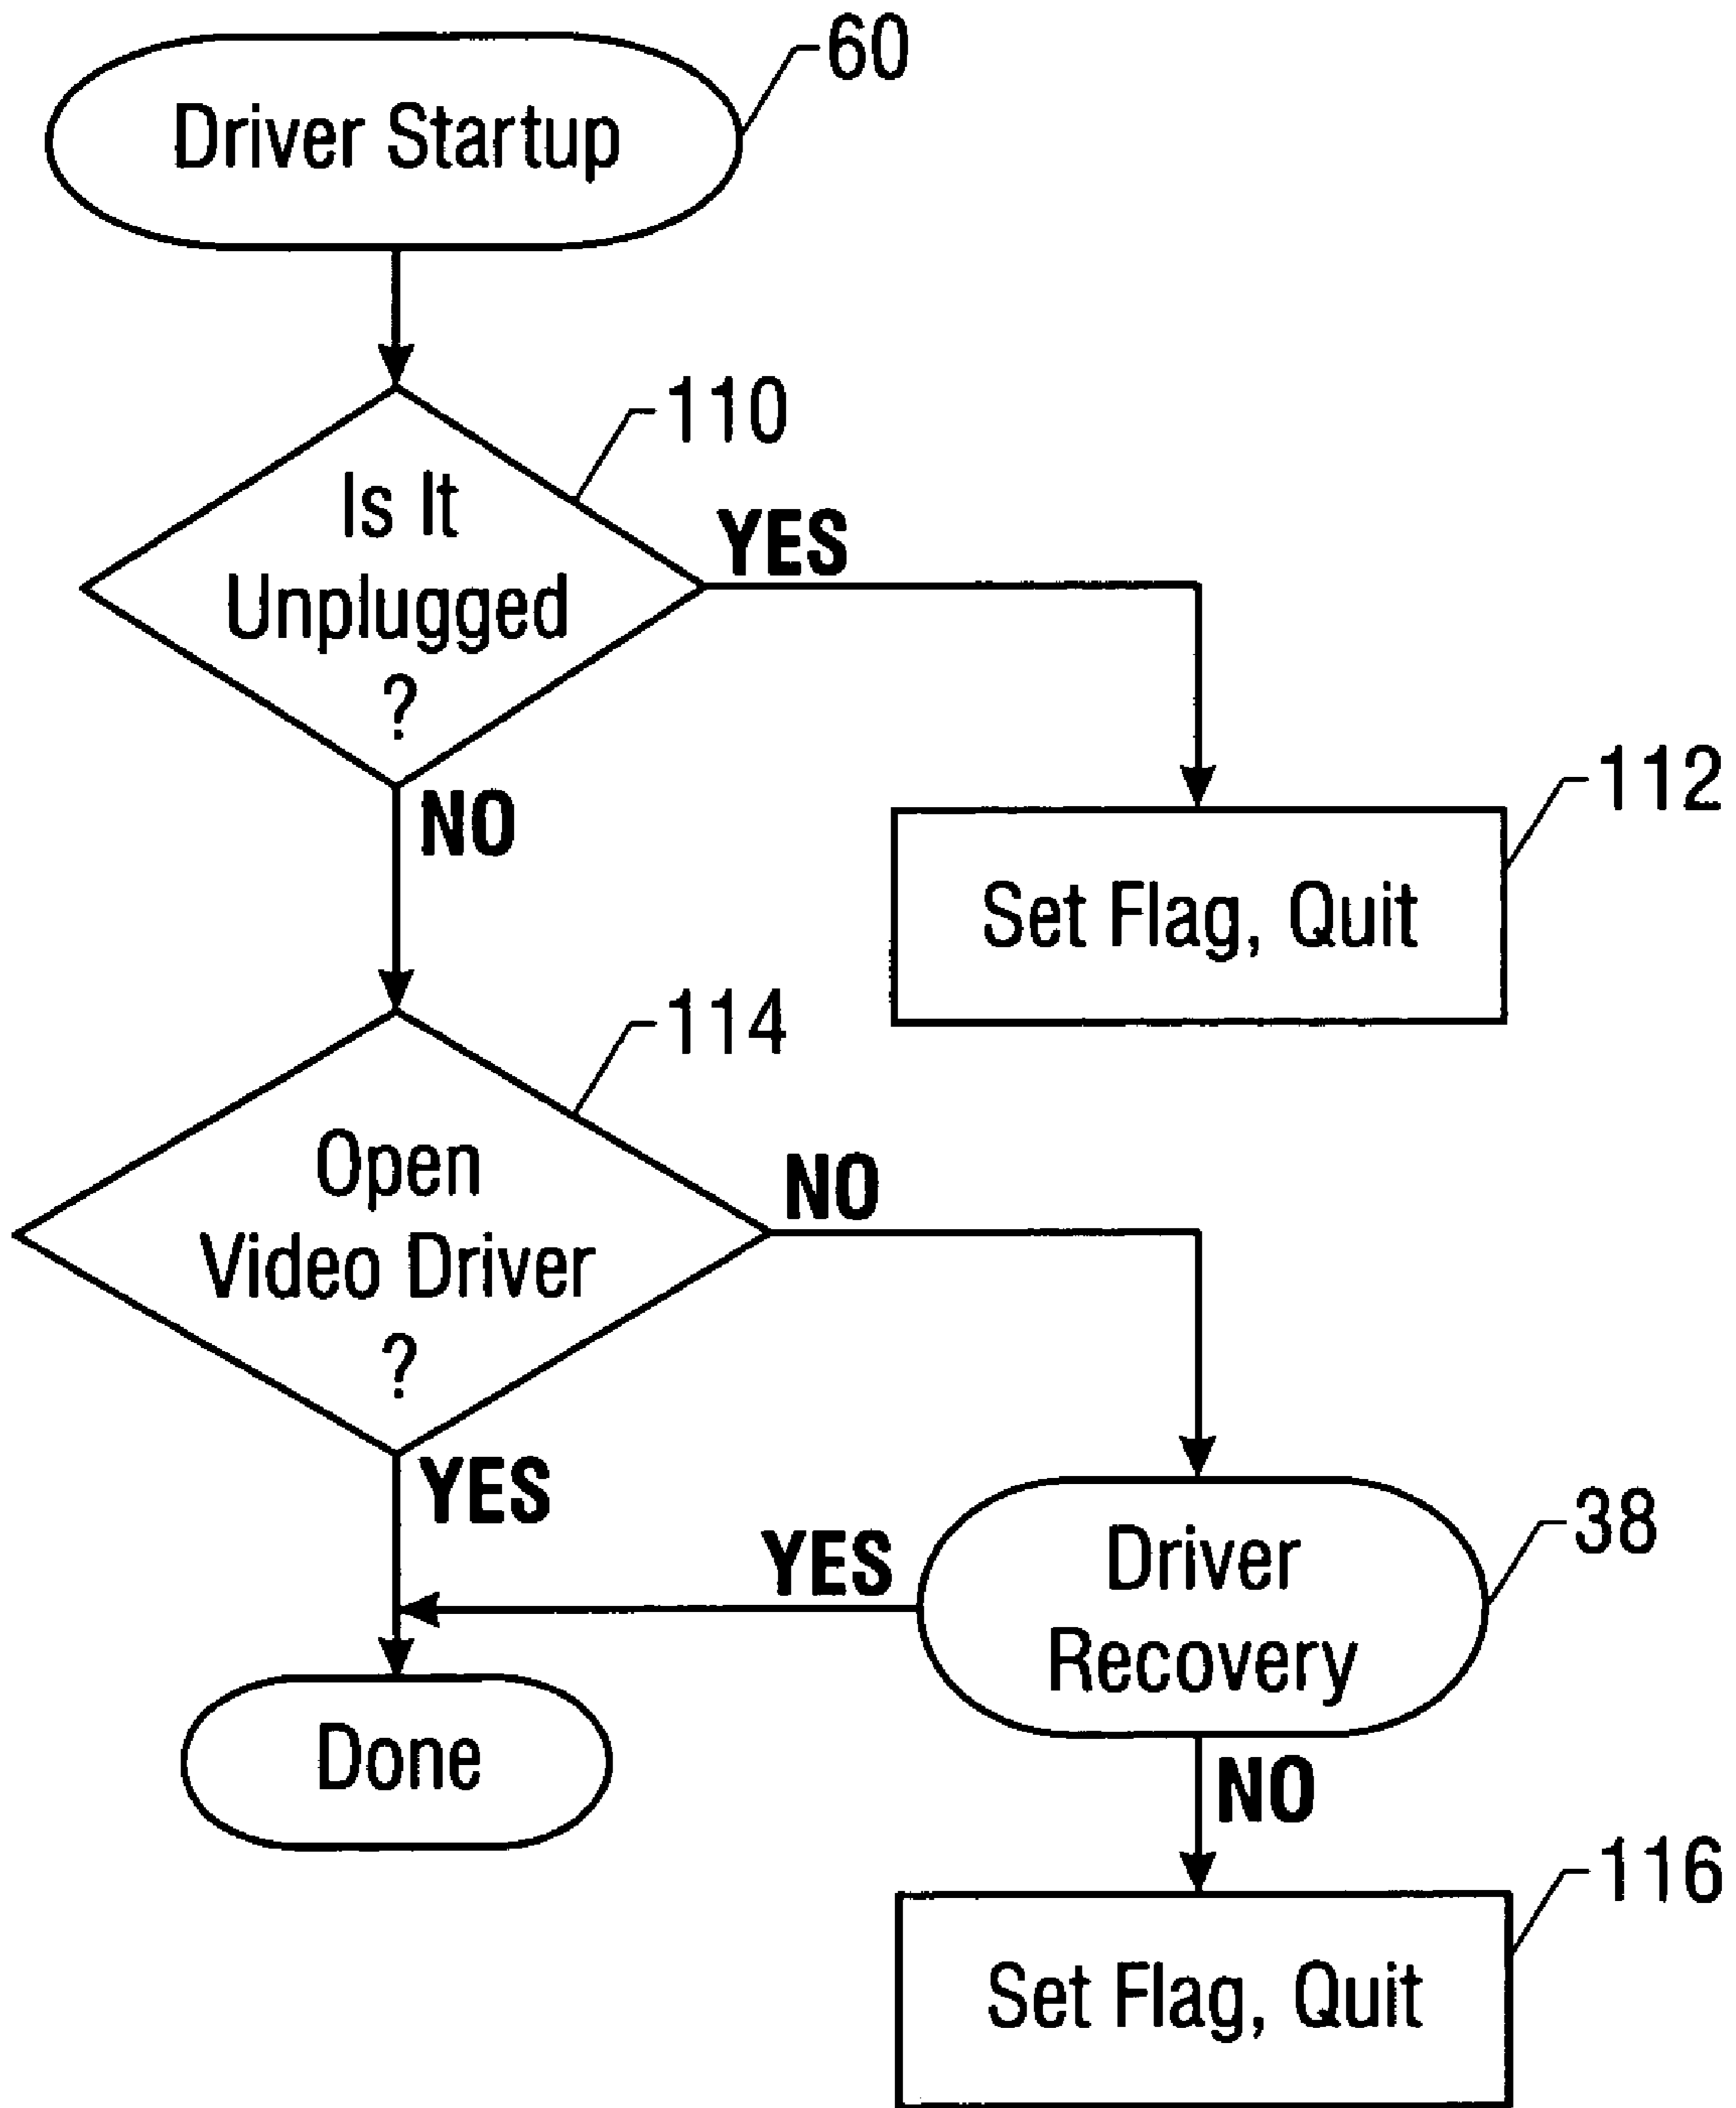 60
Driver Startup
110
Is It
Unplugged
?
YES
NO
112
Set Flag, Quit
114
Open
Video Driver
?
NO
YES
38
YES
Driver
Recovery
Done
NO
116
Set Flag, Quit